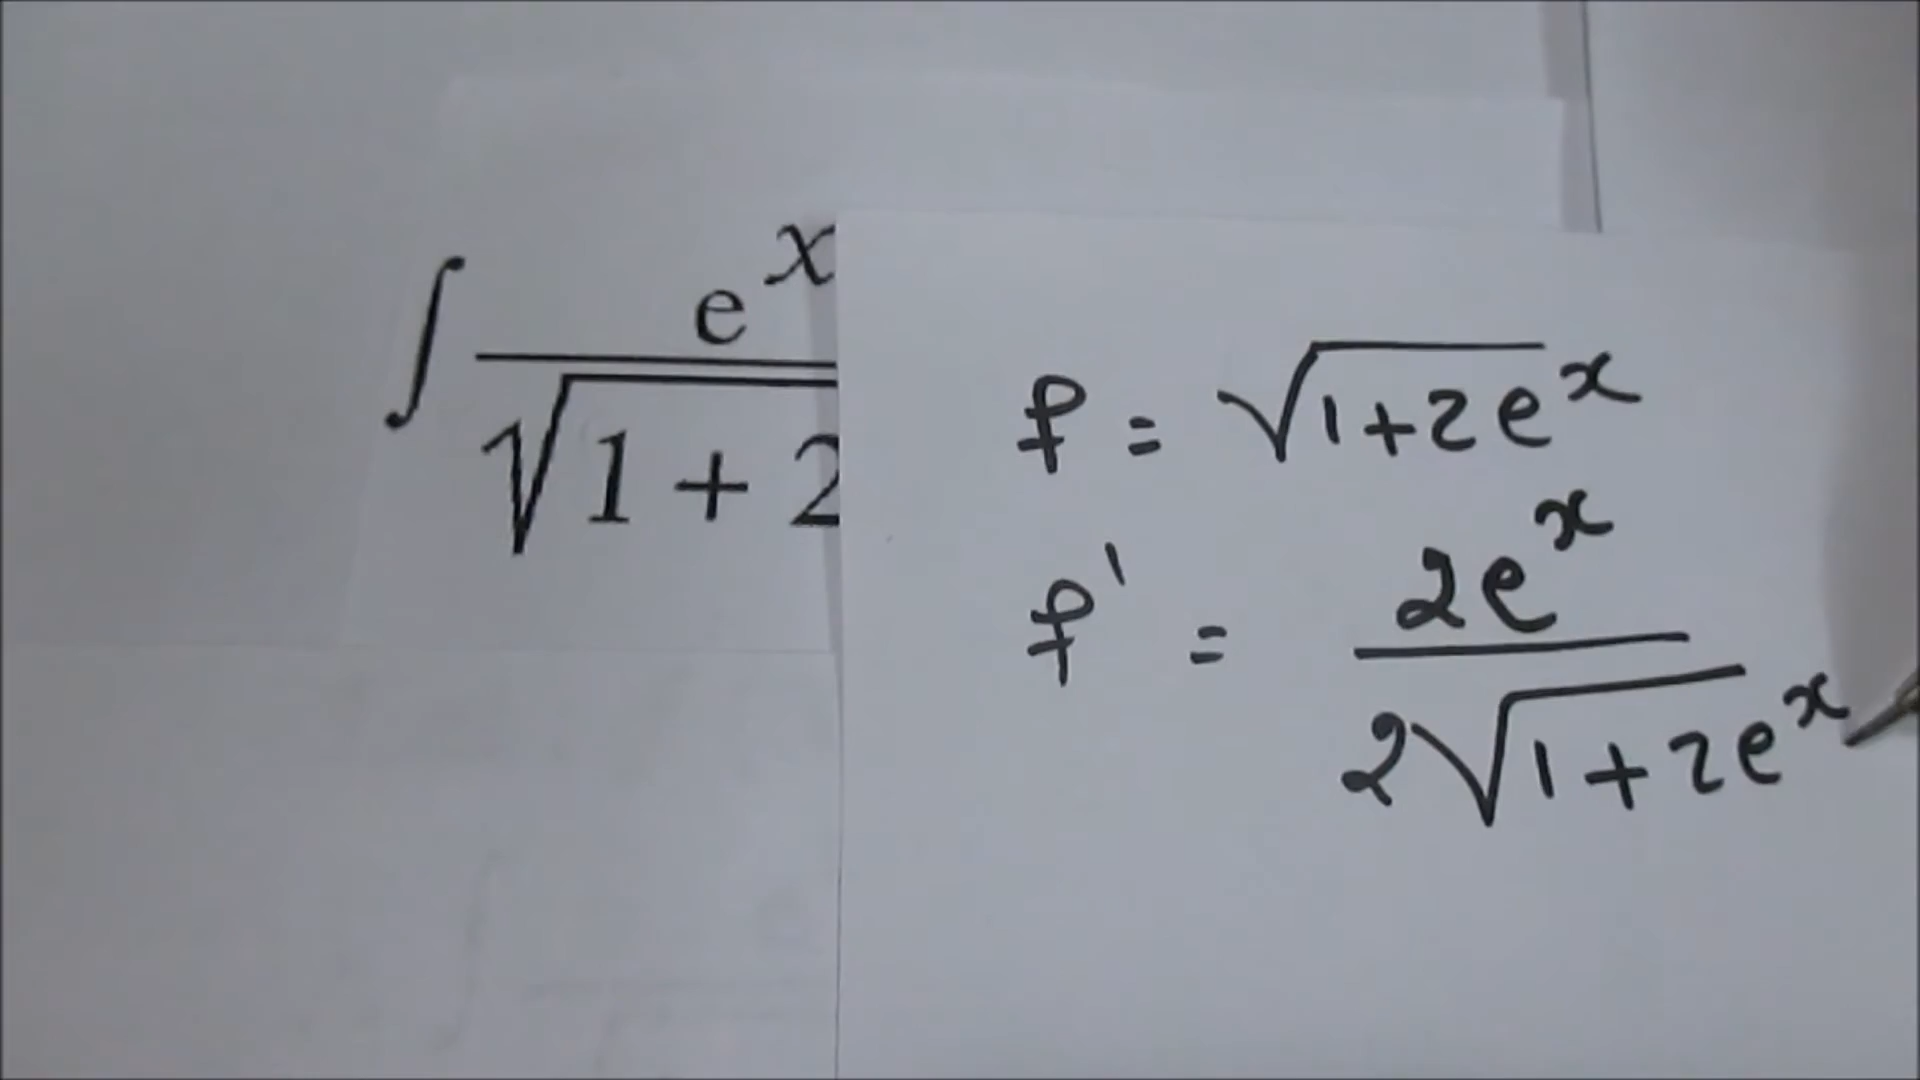 ∫ e^x / √1 + 2
f = √1+2e^x
f' = 2e^x / 2√1+2e^x